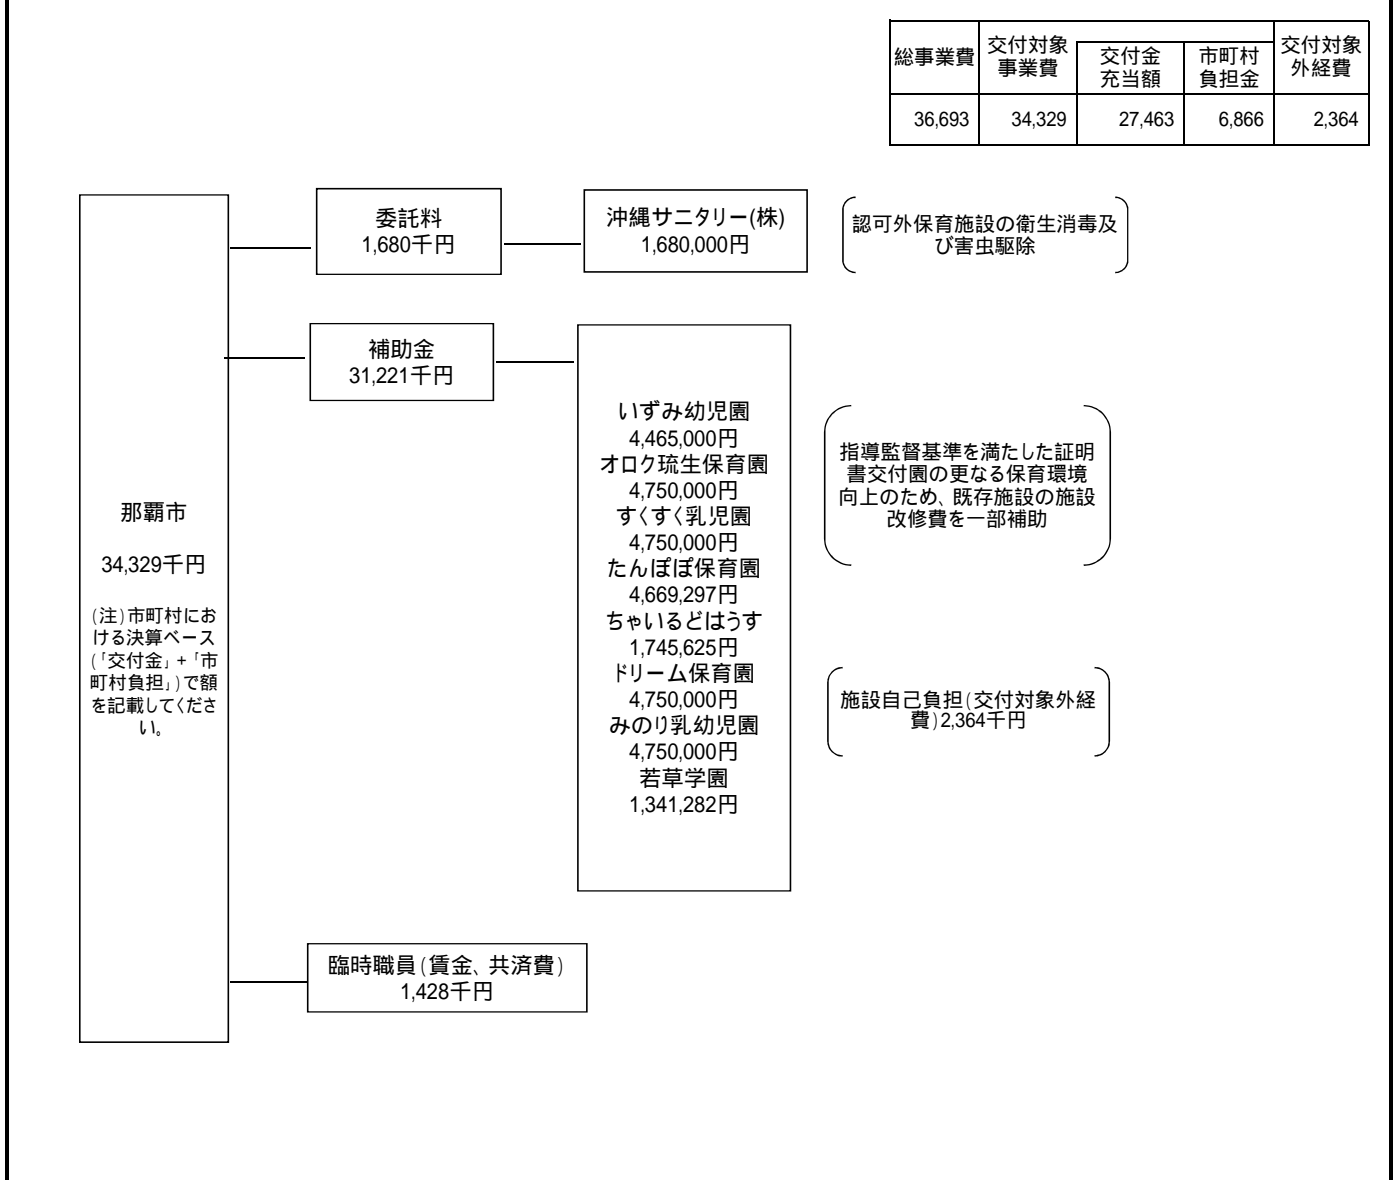 総事業費
交付対象
事業費
交付金
充当額
市町村
負担金
交付対象
外経費
36,693
34,329
27,463
6,866
2,364
委託料
1,680千円
沖縄サニタリー(株)
1,680,000円
認可外保育施設の衛生消毒及
び害虫駆除
補助金
31,221千円
いずみ幼児園
4,465,000円
オロク琉生保育園
4,750,000円
すくすく乳児園
4,750,000円
たんぽぽ保育園
4,669,297円
ちゃいるどはうす
1,745,625円
ドリーム保育園
4,750,000円
みのり乳幼児園
4,750,000円
若草学園
1,341,282円
指導監督基準を満たした証明
書交付園の更なる保育環境
向上のため、既存施設の施設
改修費を一部補助
施設自己負担(交付対象外経
費)2,364千円
那覇市
34,329千円
(注)市町村にお
ける決算ベース
(「交付金」+「市
町村負担」)で額
を記載してくださ
い。
臨時職員(賃金、共済費)
1,428千円